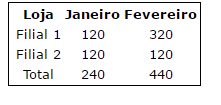 Loja Janeiro Fevereiro
Filial 1 120 320
Filial 2 120 120
Total 240 440